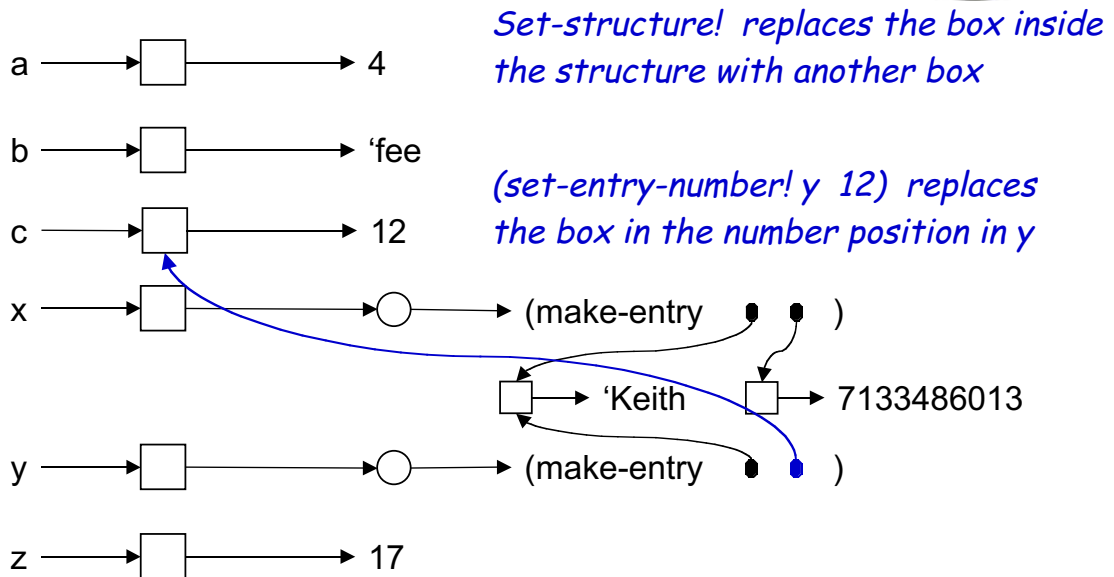 Set-structure! replaces the box inside
the structure with another box
a 4
b ‘fee
(set-entry-number! y 12) replaces
the box in the number position in y
c 12
x (make-entry )
‘Keith 7133486013
y (make-entry )
z 17